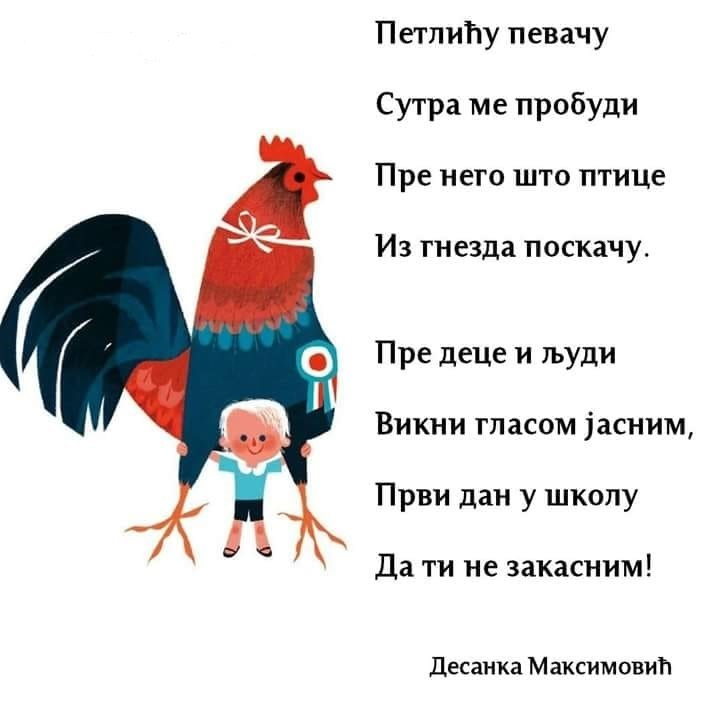 Петлићу певачу
Сутра ме пробуди
Пре него што птице
Из гнезда поскачу.
Пре деце и људи
Викни гласом јасним,
Први дан у школу
Да ти не закасним!
Десанка Максимовић